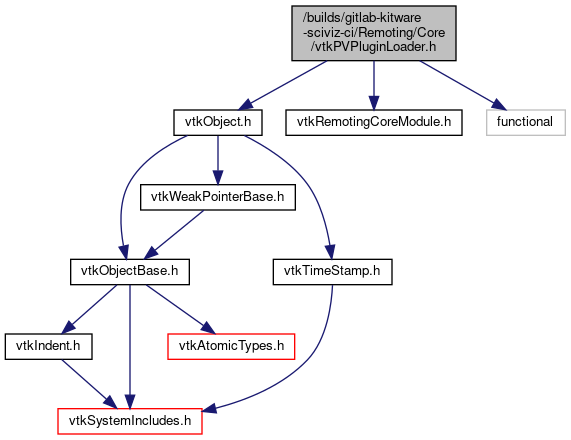 /builds/gitlab-kitware
-sciviz-ci/Remoting/Core
/vtkPVPluginLoader.h
vtkObject.h
vtkRemotingCoreModule.h
functional
vtkWeakPointerBase.h
vtkObjectBase.h
vtkTimeStamp.h
vtkIndent.h
vtkAtomicTypes.h
vtkSystemIncludes.h